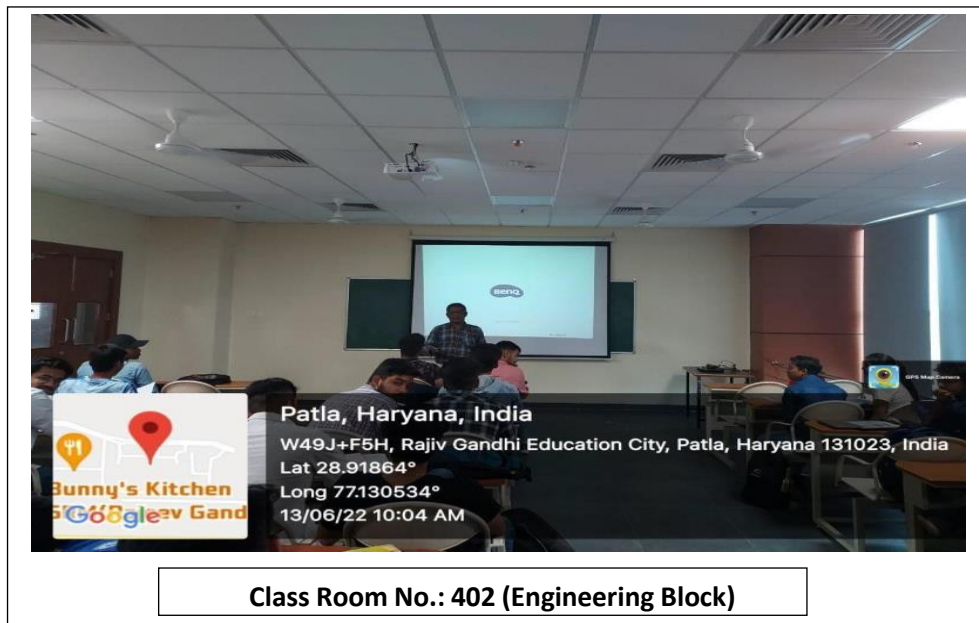 BenQ
GPS Map Camera
Patla, Haryana, India
W49J+F5H, Rajiv Gandhi Education City, Patla, Haryana 131023, India
Lat 28.91864°
Long 77.130534°
13/06/22 10:04 AM
Bunny's Kitchen
Google
Class Room No.: 402 (Engineering Block)